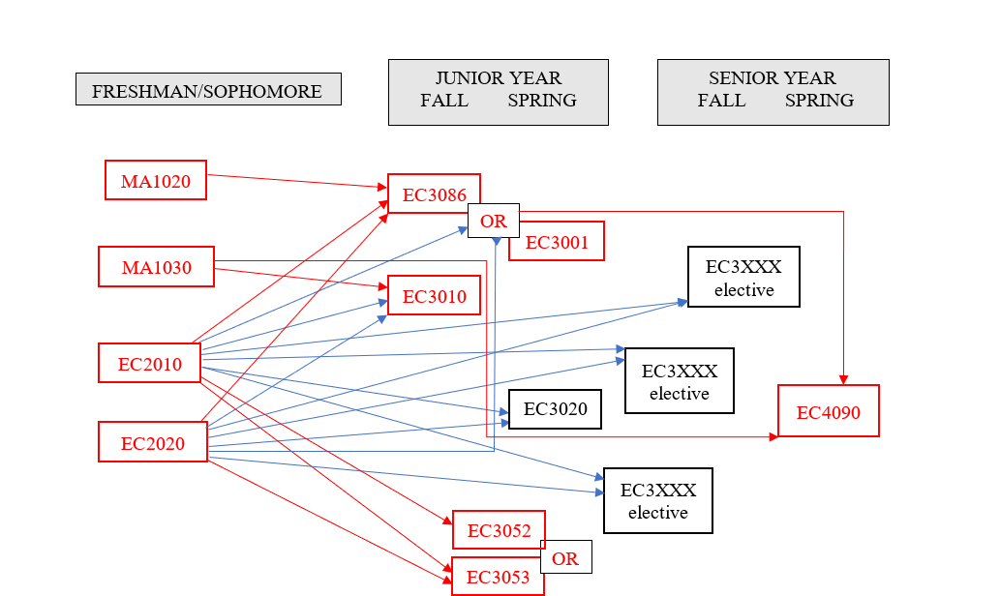 FRESHMAN/SOPHOMORE
JUNIOR YEAR
FALL SPRING
SENIOR YEAR
FALL SPRING
MA1020
EC3086
OR
EC3001
MA1030
EC3010
EC3XXX
elective
EC2010
EC3XXX
elective
EC3020
EC4090
EC2020
EC3XXX
elective
EC3052
OR
EC3053